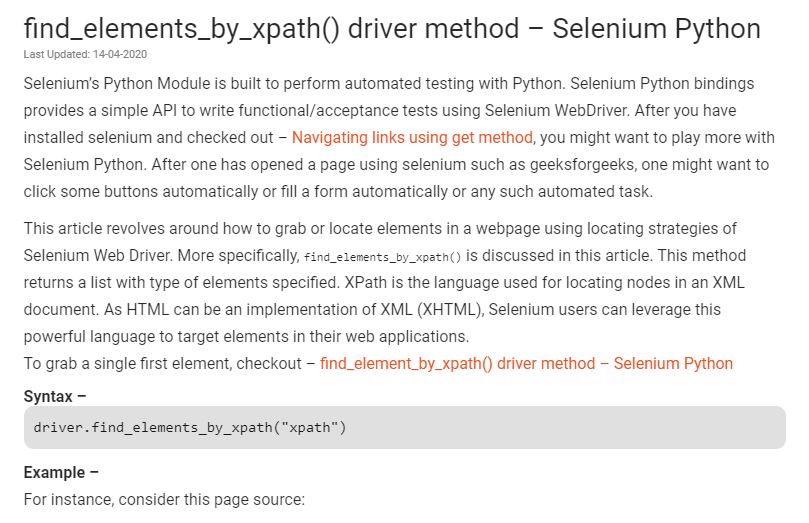 find_elements_by_xpath() driver method – Selenium Python
Last Updated: 14-04-2020
Selenium’s Python Module is built to perform automated testing with Python. Selenium Python bindings
provides a simple API to write functional/acceptance tests using Selenium WebDriver. After you have
installed selenium and checked out – Navigating links using get method, you might want to play more with
Selenium Python. After one has opened a page using selenium such as geeksforgeeks, one might want to
click some buttons automatically or fill a form automatically or any such automated task.
This article revolves around how to grab or locate elements in a webpage using locating strategies of
Selenium Web Driver. More specifically, find_elements_by_xpath() is discussed in this article. This method
returns a list with type of elements specified. XPath is the language used for locating nodes in an XML
document. As HTML can be an implementation of XML (XHTML), Selenium users can leverage this
powerful language to target elements in their web applications.
To grab a single first element, checkout – find_element_by_xpath() driver method – Selenium Python
Syntax –
driver.find_elements_by_xpath("xpath")
Example –
For instance, consider this page source: